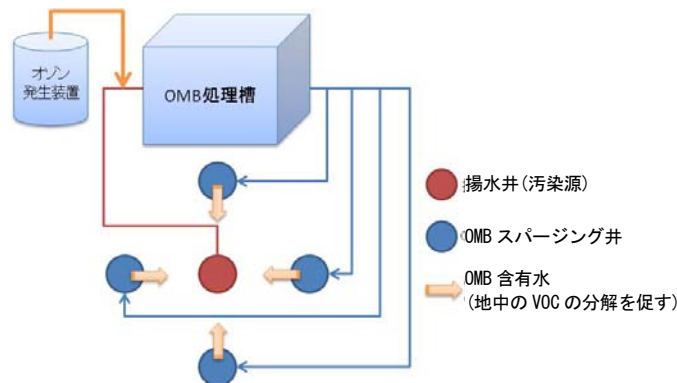 オゾン
発生装置
OMB処理槽
揚水井(汚染源)
OMB スパージング井
OMB 含有水
(地中の VOC の分解を促す)